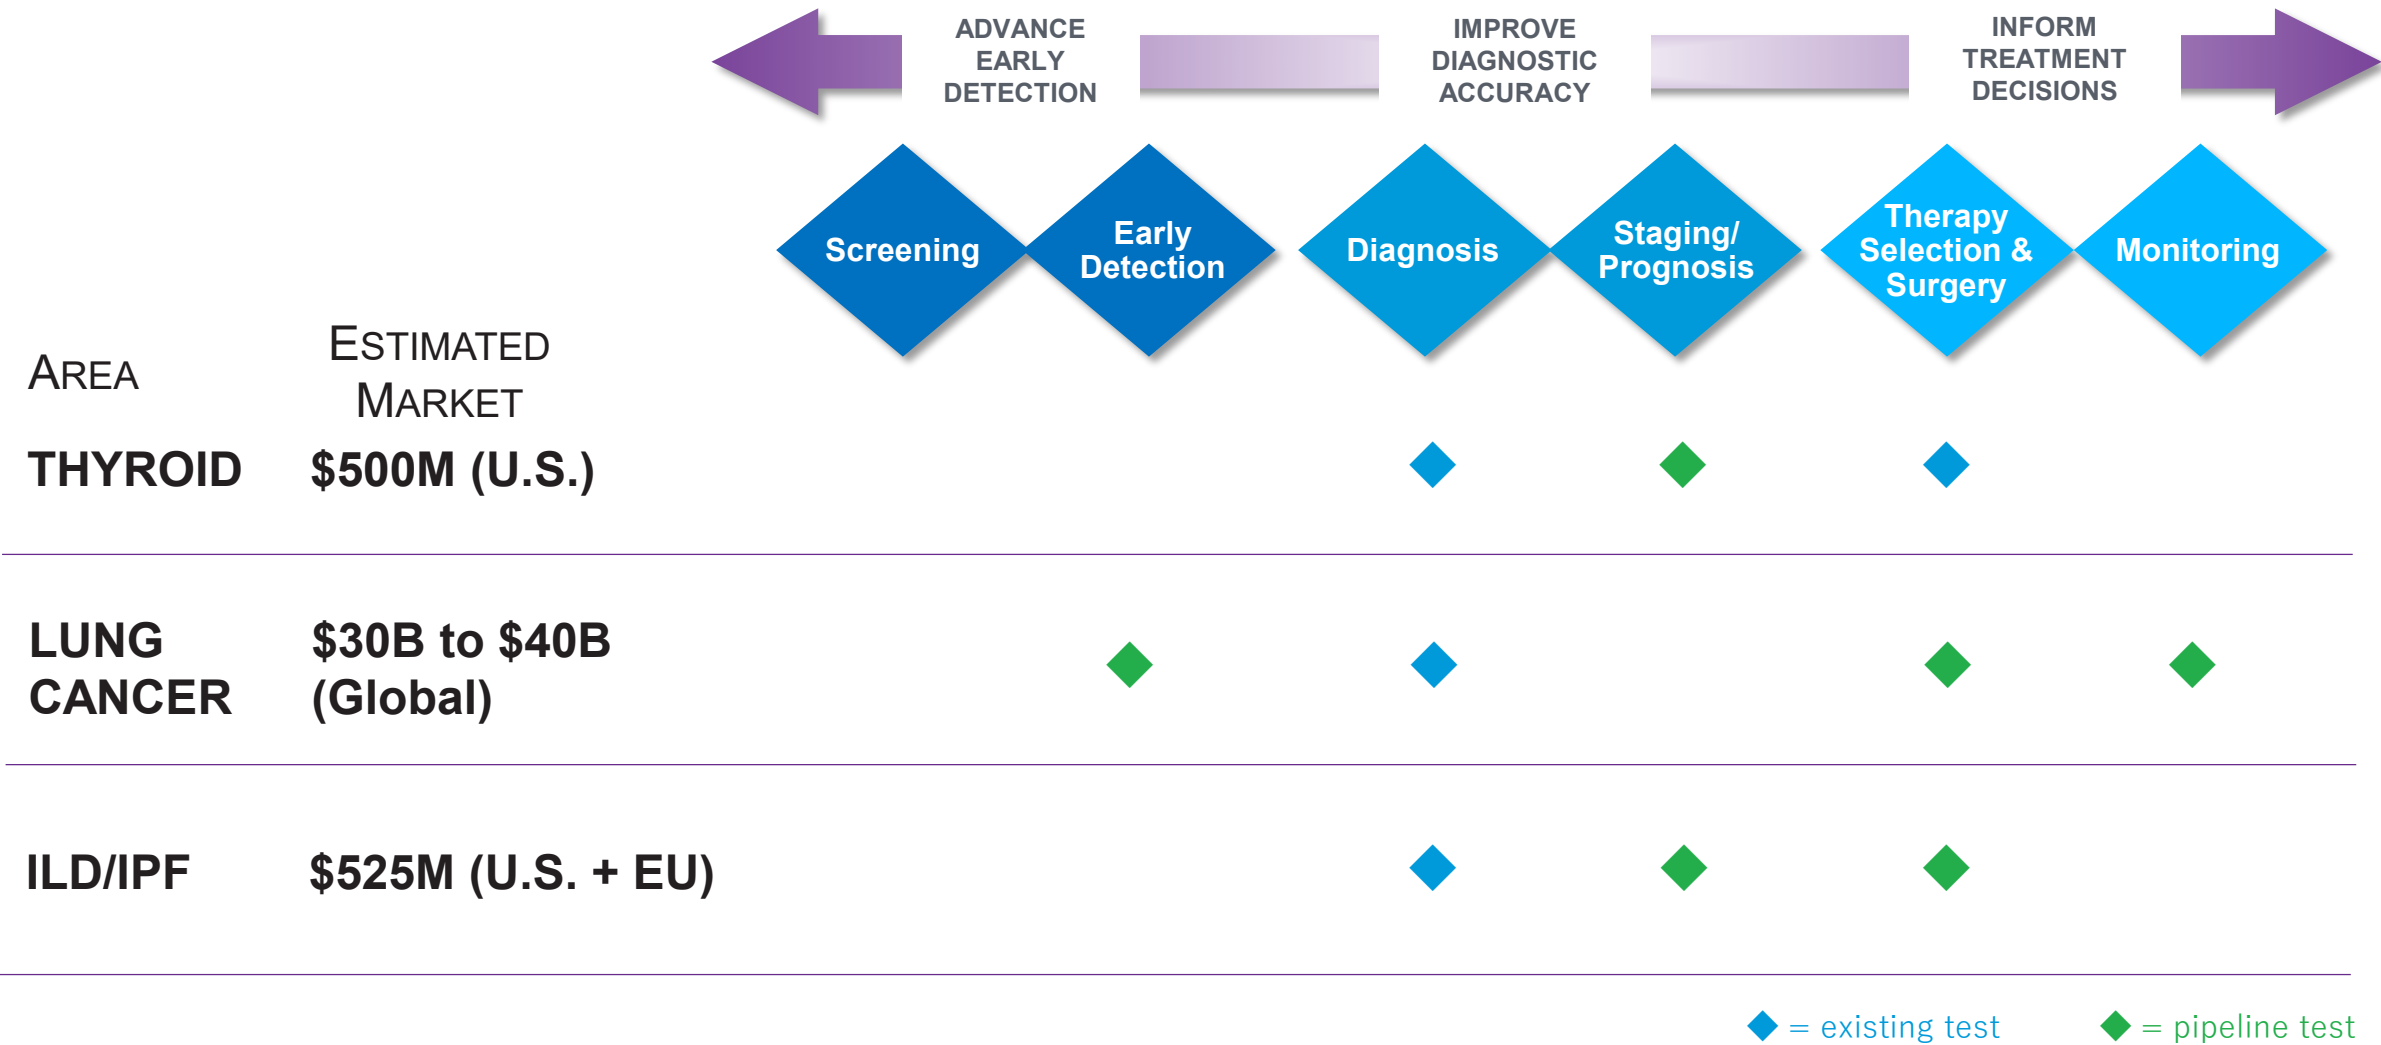 ADVANCE
EARLY
DETECTION
IMPROVE
DIAGNOSTIC
ACCURACY
INFORM
TREATMENT
DECISIONS
Screening
Early
Detection
Diagnosis
Staging/
Prognosis
Therapy
Selection &
Surgery
Monitoring
AREA
ESTIMATED
MARKET
THYROID
$500M (U.S.)
LUNG
CANCER
$30B to $40B
(Global)
ILD/IPF
$525M (U.S. + EU)
= existing test
= pipeline test